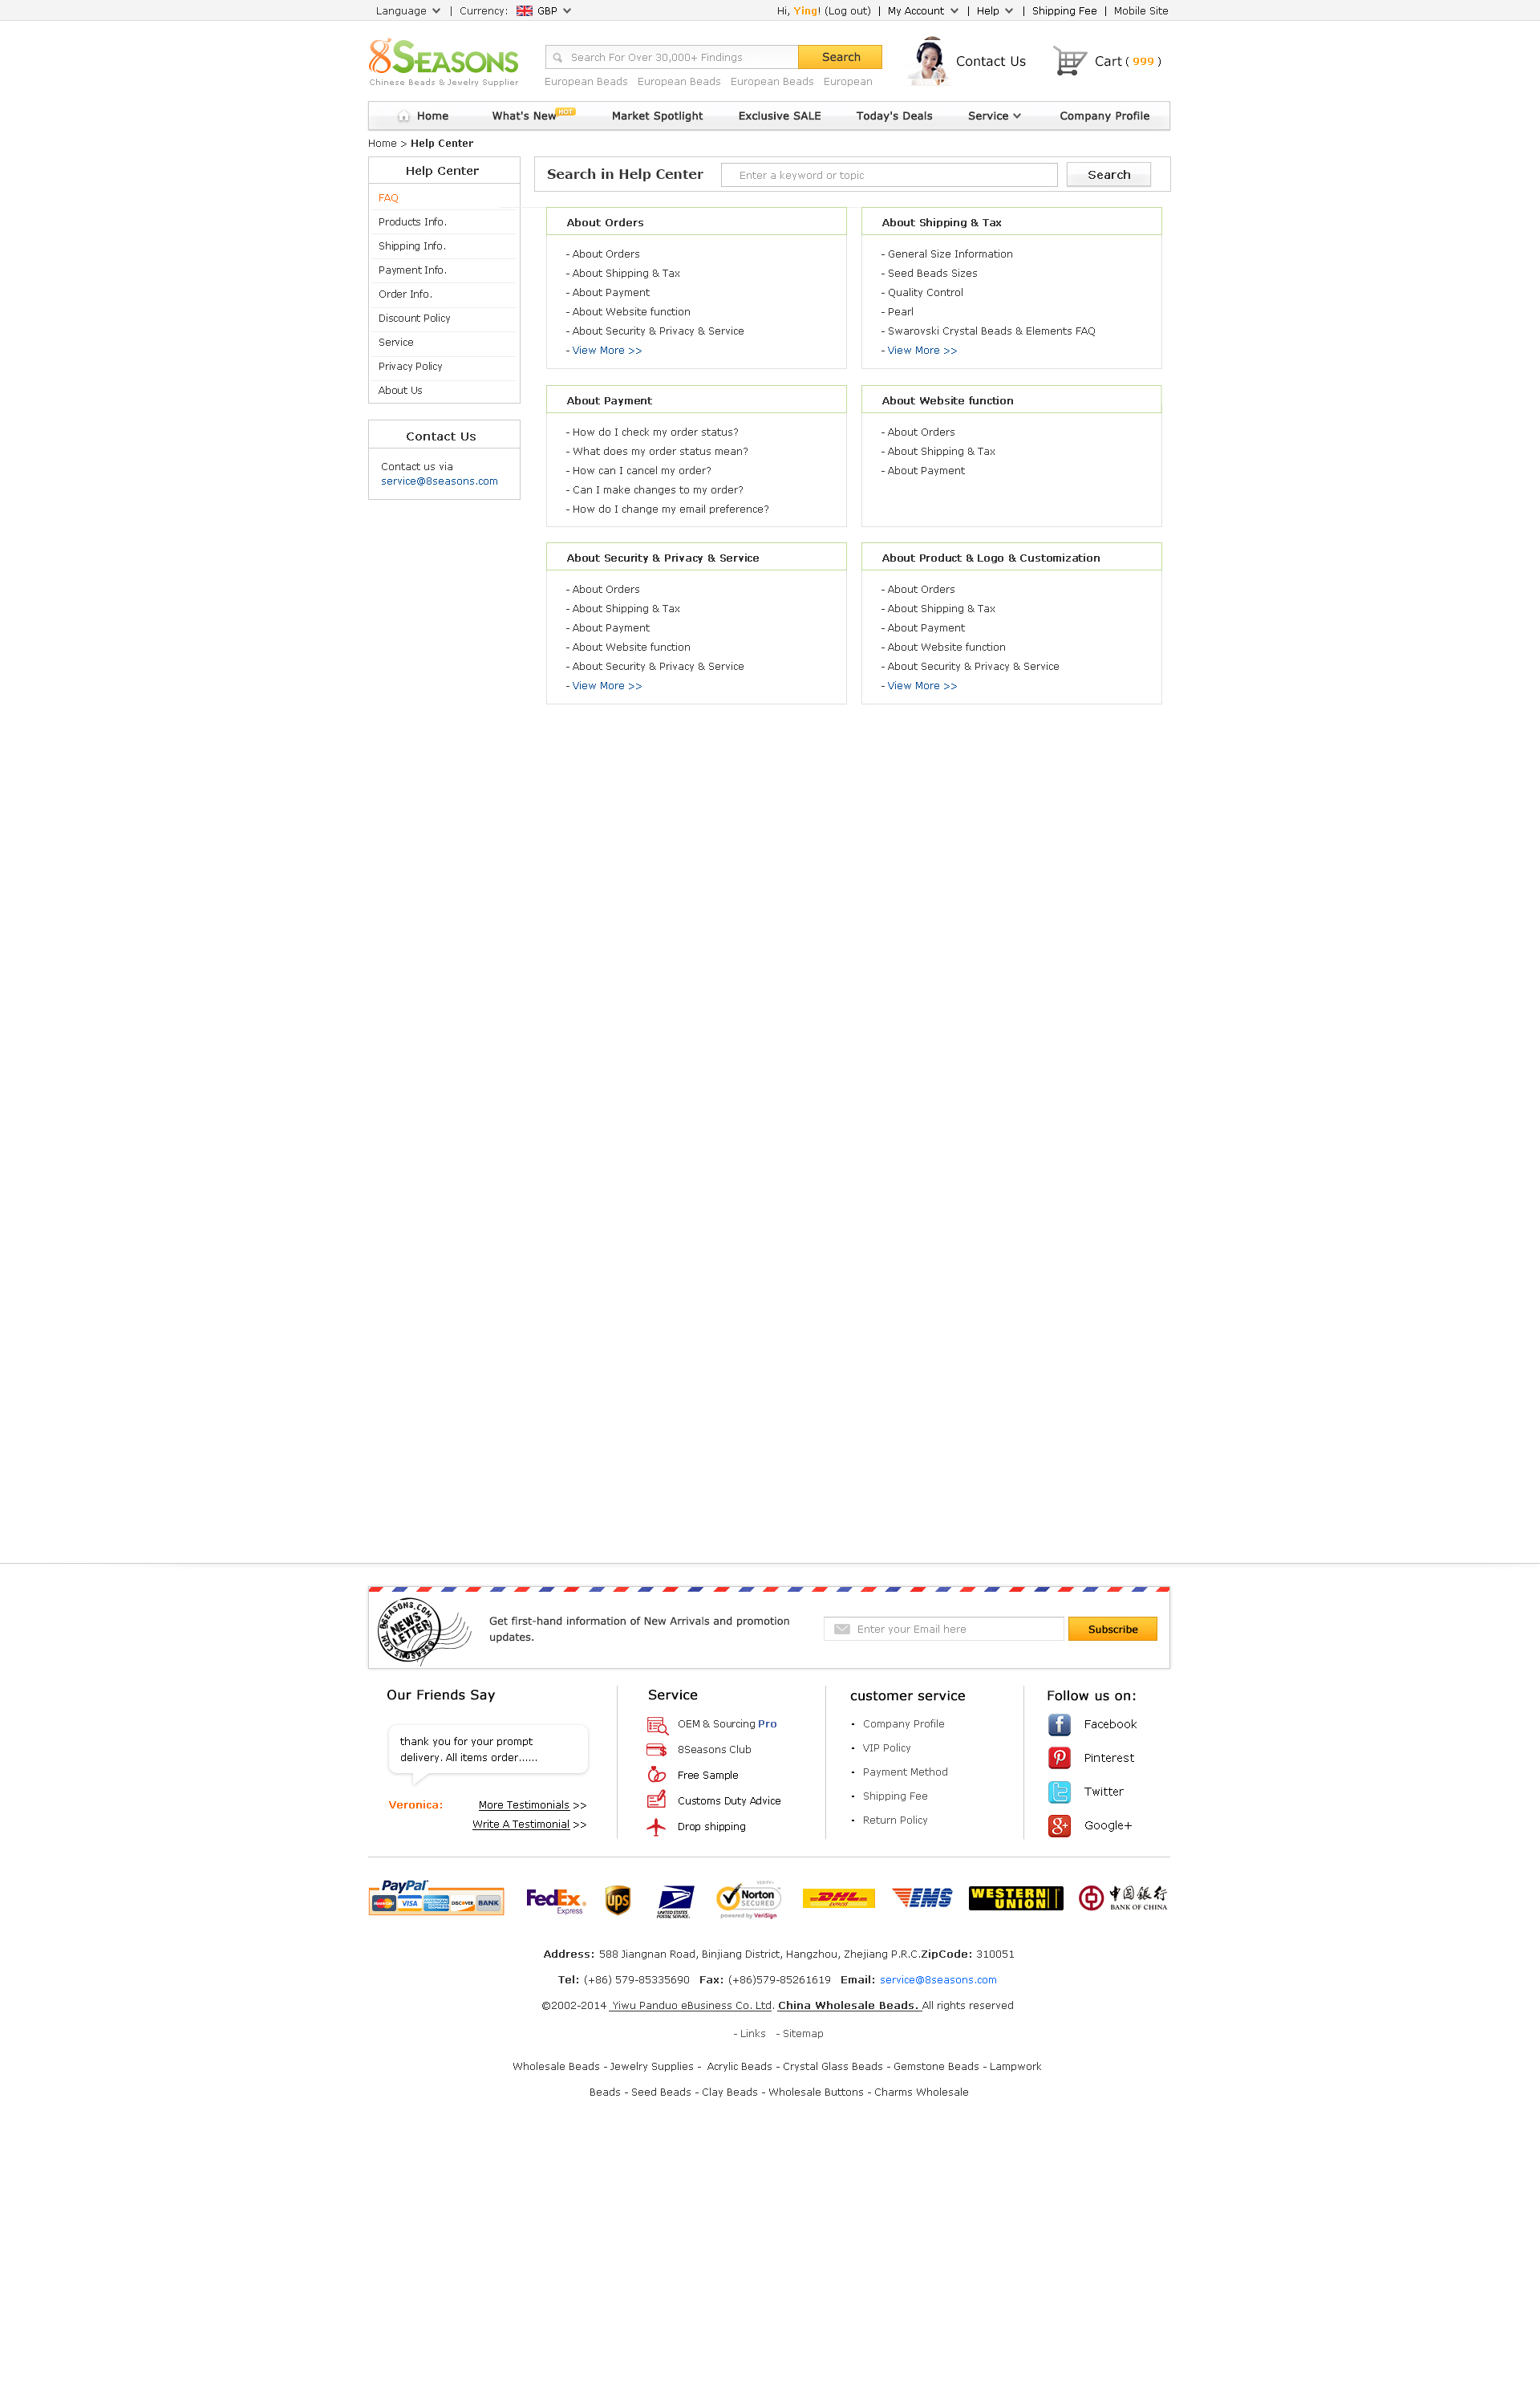 Language | Currency: GBP
Hi, Ying! (Log out) | My Account | Help | Shipping Fee | Mobile Site
8SEASONS
Chinese Beads & Jewelry Supplier
Search For Over 30,000+ Findings Search
European Beads European Beads European Beads European
Contact Us
Cart ( 999 )
Home What's New HOT Market Spotlight Exclusive SALE Today's Deals Service Company Profile
Home > Help Center
Help Center
FAQ
Products Info.
Shipping Info.
Payment Info.
Order Info.
Discount Policy
Service
Privacy Policy
About Us
Contact Us
Contact us via
service@8seasons.com
Search in Help Center Enter a keyword or topic Search
About Orders
- About Orders
- About Shipping & Tax
- About Payment
- About Website function
- About Security & Privacy & Service
- View More >>
About Shipping & Tax
- General Size Information
- Seed Beads Sizes
- Quality Control
- Pearl
- Swarovski Crystal Beads & Elements FAQ
- View More >>
About Payment
- How do I check my order status?
- What does my order status mean?
- How can I cancel my order?
- Can I make changes to my order?
- How do I change my email preference?
About Website function
- About Orders
- About Shipping & Tax
- About Payment
About Security & Privacy & Service
- About Orders
- About Shipping & Tax
- About Payment
- About Website function
- About Security & Privacy & Service
- View More >>
About Product & Logo & Customization
- About Orders
- About Shipping & Tax
- About Payment
- About Website function
- About Security & Privacy & Service
- View More >>
8SEASONS.COM
NEWS
LETTER
8SEASONS.COM
Get first-hand information of New Arrivals and promotion
updates.
Enter your Email here Subscribe
Our Friends Say
thank you for your prompt
delivery. All items order......
Veronica: More Testimonials >>
Write A Testimonial >>
Service
OEM & Sourcing Pro
8Seasons Club
Free Sample
Customs Duty Advice
Drop shipping
customer service
Company Profile
VIP Policy
Payment Method
Shipping Fee
Return Policy
Follow us on:
Facebook
Pinterest
Twitter
Google+
PayPal
MasterCard VISA AMERICAN EXPRESS DISCOVER BANK
FedEx
Express
ups
UNITED STATES
POSTAL SERVICE
Norton
SECURED
powered by VeriSign
DHL
EXPRESS
EMS
WESTERN
UNION
中国银行
BANK OF CHINA
Address: 588 Jiangnan Road, Binjiang District, Hangzhou, Zhejiang P.R.C.ZipCode: 310051
Tel: (+86) 579-85335690 Fax: (+86)579-85261619 Email: service@8seasons.com
©2002-2014 Yiwu Panduo eBusiness Co. Ltd. China Wholesale Beads. All rights reserved
- Links - Sitemap
Wholesale Beads - Jewelry Supplies - Acrylic Beads - Crystal Glass Beads - Gemstone Beads - Lampwork
Beads - Seed Beads - Clay Beads - Wholesale Buttons - Charms Wholesale